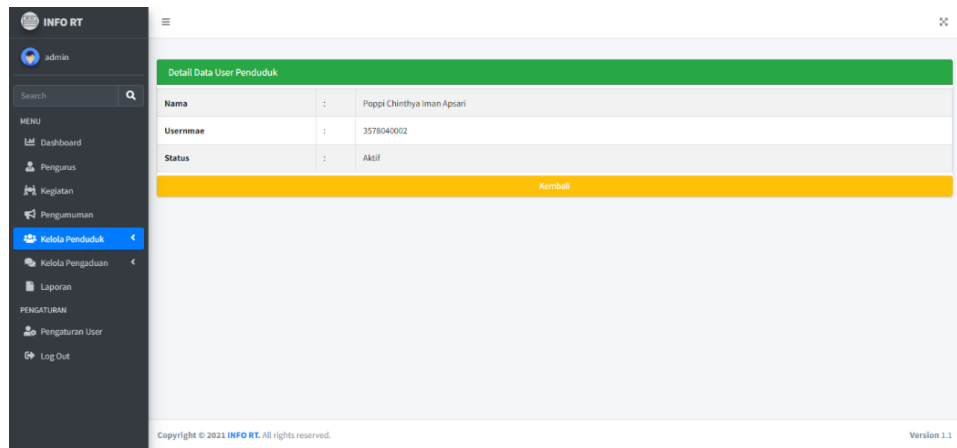 INFO RT
admin
Search
MENU
Dashboard
Pengurus
Kegiatan
Pengumuman
Kelola Penduduk
Kelola Pengaduan
Laporan
PENGATURAN
Pengaturan User
Log Out
Detail Data User Penduduk
Nama : Poppi Chinthya Iman Apsari
Usernmae : 3578040002
Status : Aktif
Kembali
Copyright © 2021 INFO RT. All rights reserved.
Version 1.1